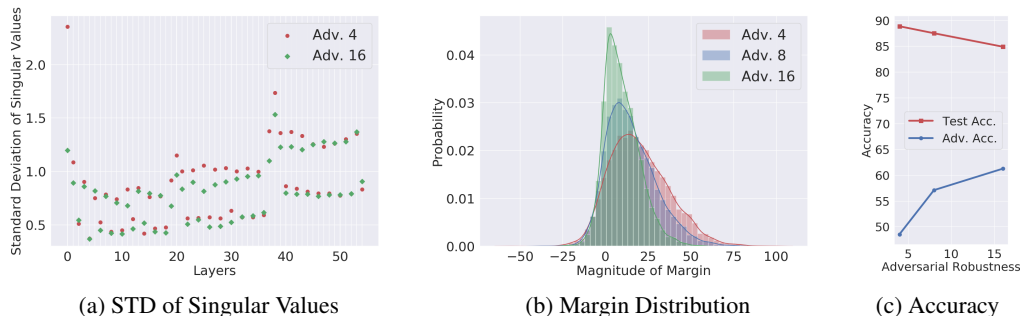 Standard Deviation of Singular Values
2.0
1.5
1.0
0.5
0 10 20 30 40 50
Layers
Adv. 4
Adv. 16
(a) STD of Singular Values
Probability
0.04
0.03
0.02
0.01
0.00
−50 −25 0 25 50 75 100
Magnitude of Margin
Adv. 4
Adv. 8
Adv. 16
(b) Margin Distribution
Accuracy
90
85
80
75
70
65
60
55
50
5 10 15
Adversarial Robustness
Test Acc.
Adv. Acc.
(c) Accuracy